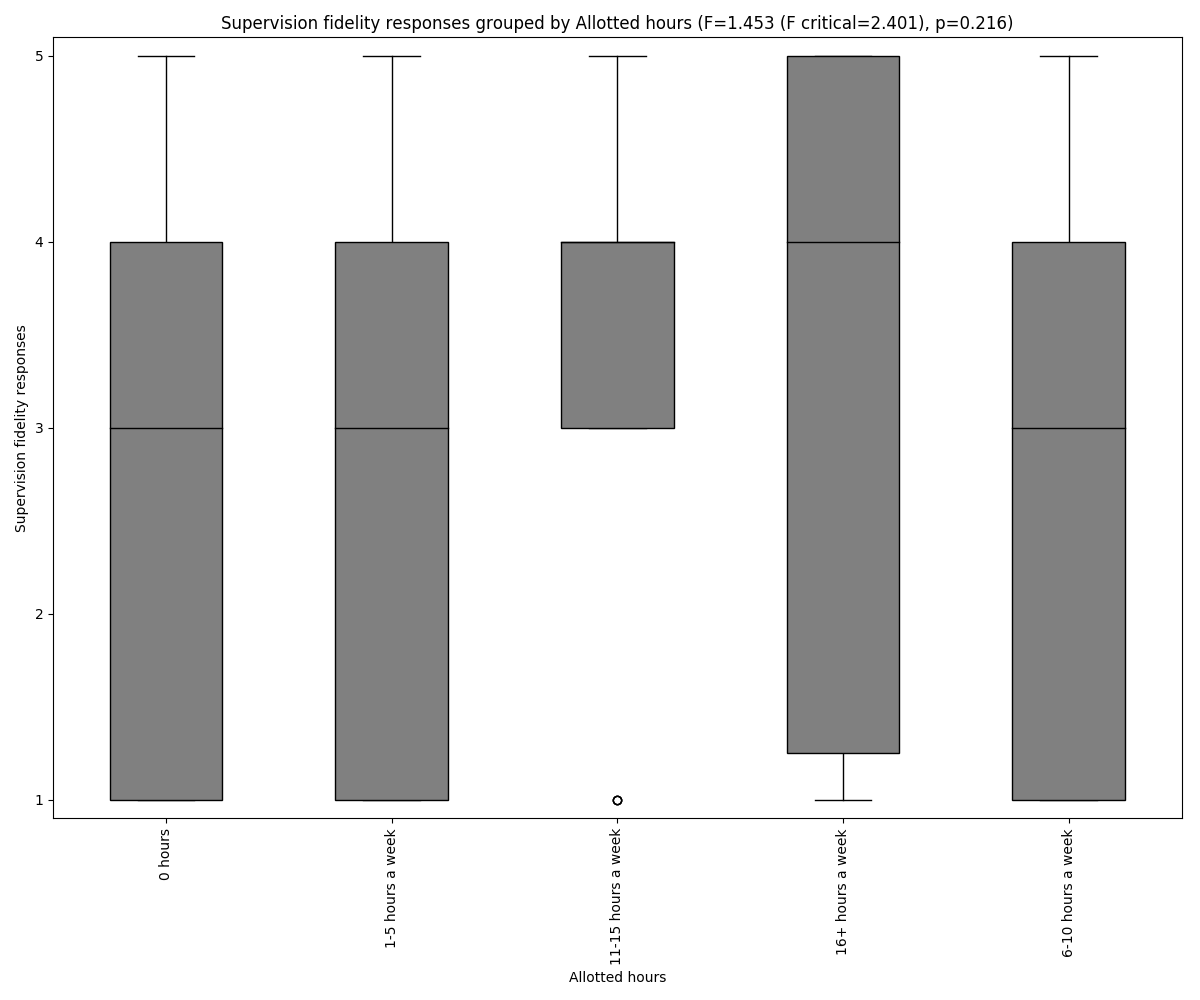 Supervision fidelity responses grouped by Allotted hours (F=1.453 (F critical=2.401), p=0.216)
Supervision fidelity responses
5
4
3
2
1
0 hours
1-5 hours a week
11-15 hours a week
16+ hours a week
6-10 hours a week
Allotted hours